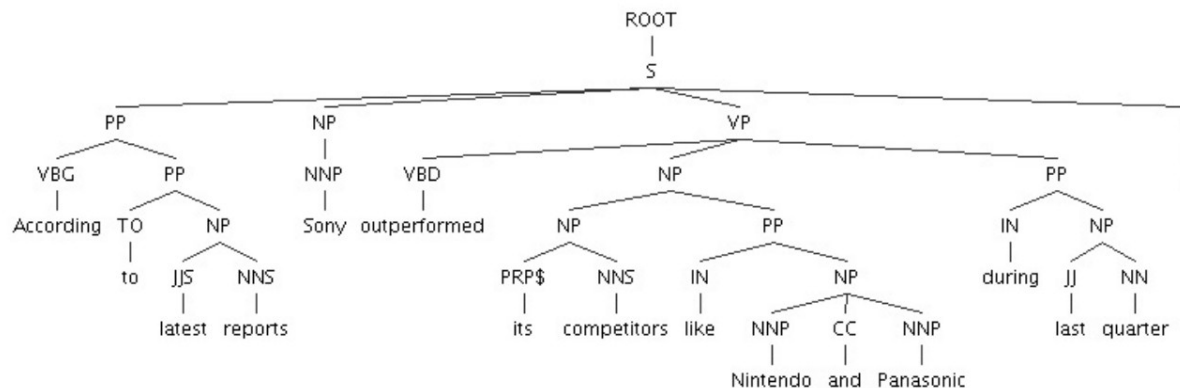 ROOT
S
PP NP VP
VBG PP NNP VBD NP PP
According TO NP Sony outperformed NP PP IN NP
to JJS NNS PRP$ NNS IN NP during JJ NN
latest reports its competitors like NNP CC NNP last quarter
Nintendo and Panasonic